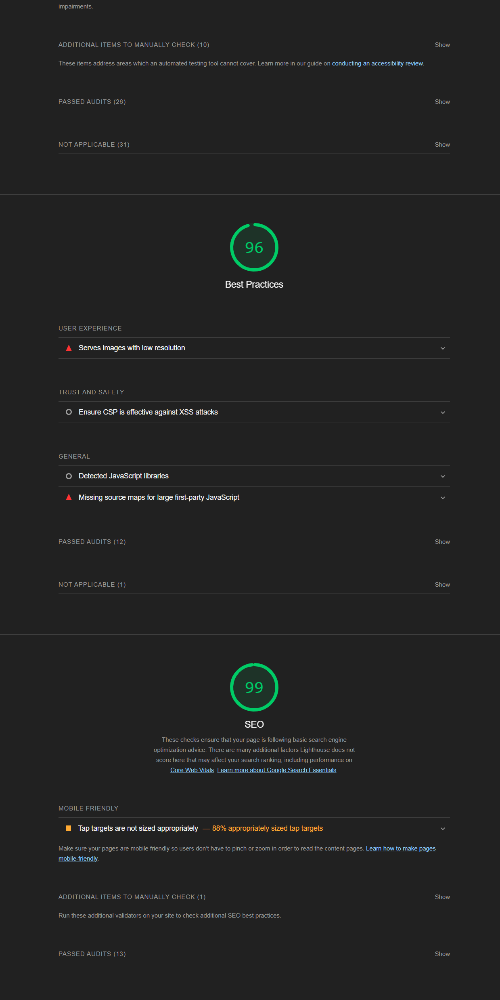 impairments.
ADDITIONAL ITEMS TO MANUALLY CHECK (10) Show
These items address areas which an automated testing tool cannot cover. Learn more in our guide on conducting an accessibility review.
PASSED AUDITS (26) Show
NOT APPLICABLE (31) Show
96
Best Practices
USER EXPERIENCE
Serves images with low resolution
TRUST AND SAFETY
Ensure CSP is effective against XSS attacks
GENERAL
Detected JavaScript libraries
Missing source maps for large first-party JavaScript
PASSED AUDITS (12) Show
NOT APPLICABLE (1) Show
99
SEO
These checks ensure that your page is following basic search engine
optimization advice. There are many additional factors Lighthouse does not
score here that may affect your search ranking, including performance on
Core Web Vitals. Learn more about Google Search Essentials.
MOBILE FRIENDLY
Tap targets are not sized appropriately — 88% appropriately sized tap targets
Make sure your pages are mobile friendly so users don’t have to pinch or zoom in order to read the content pages. Learn how to make pages
mobile-friendly.
ADDITIONAL ITEMS TO MANUALLY CHECK (1) Show
Run these additional validators on your site to check additional SEO best practices.
PASSED AUDITS (13) Show